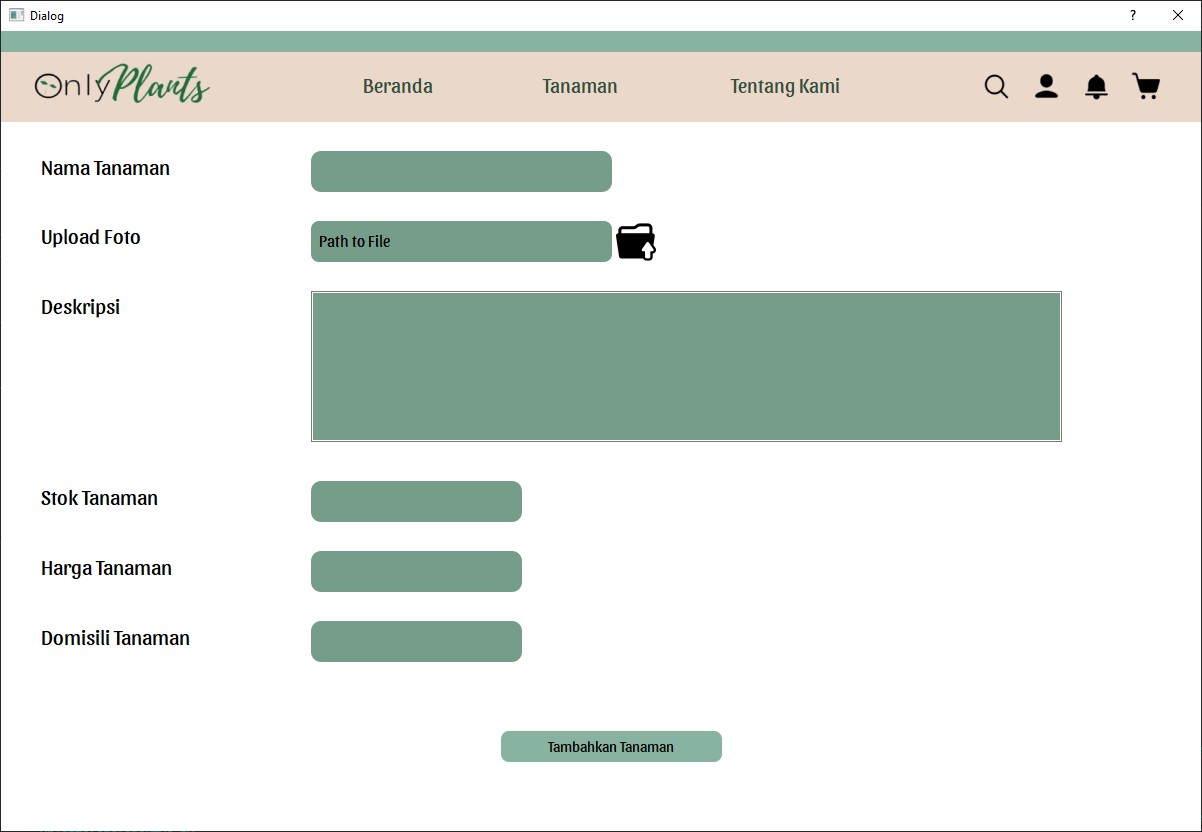 Dialog
?
OnlyPlants
Beranda
Tanaman
Tentang Kami
Nama Tanaman
Upload Foto
Path to File
Deskripsi
Stok Tanaman
Harga Tanaman
Domisili Tanaman
Tambahkan Tanaman